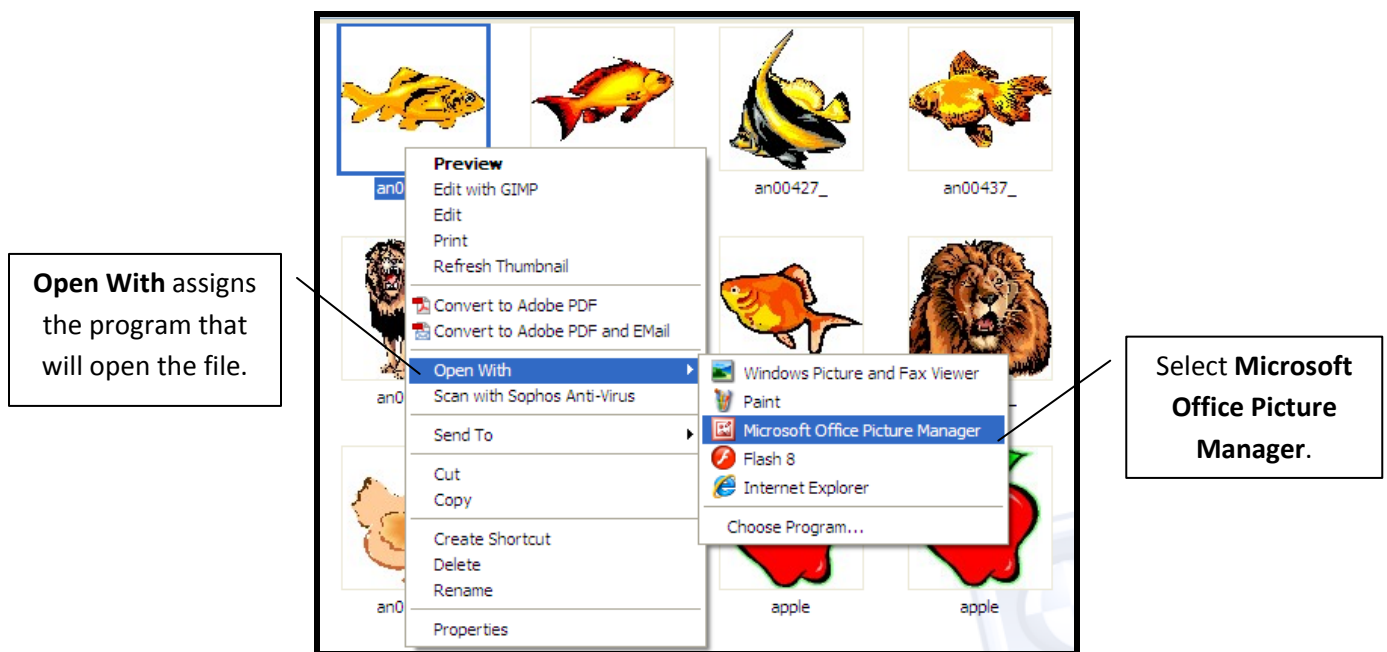 an0
an00427_
an00437_
Preview
Edit with GIMP
Edit
Print
Refresh Thumbnail
Convert to Adobe PDF
Convert to Adobe PDF and EMail
Open With
Scan with Sophos Anti-Virus
Send To
Cut
Copy
Create Shortcut
Delete
Rename
Properties
Windows Picture and Fax Viewer
Paint
Microsoft Office Picture Manager
Flash 8
Internet Explorer
Choose Program...
Open With assigns
the program that
will open the file.
Select Microsoft
Office Picture
Manager.
an0
an0
apple
apple